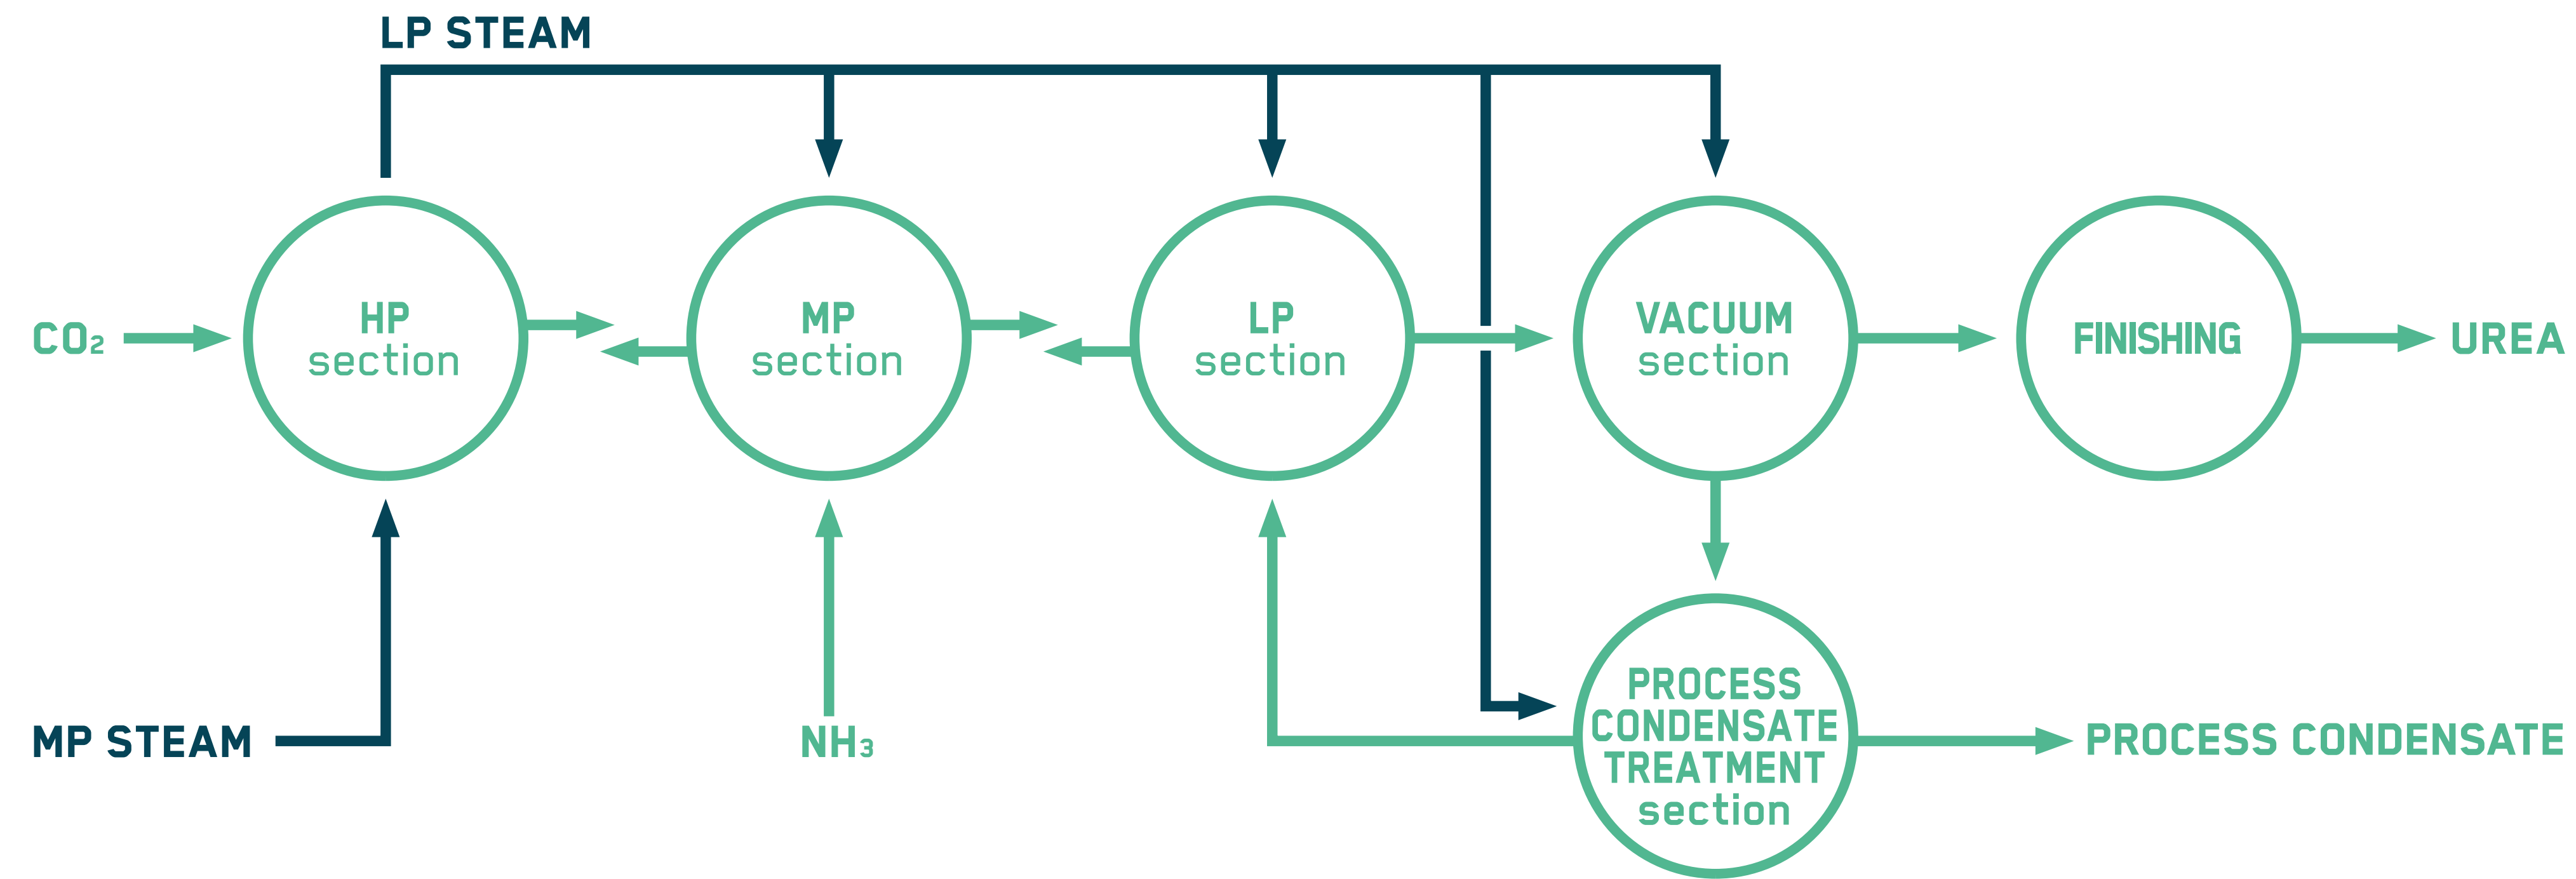 LP STEAM
CO₂
HP
section
MP
section
LP
section
VACUUM
section
FINISHING
UREA
MP STEAM
NH₃
PROCESS
CONDENSATE
TREATMENT
section
PROCESS CONDENSATE